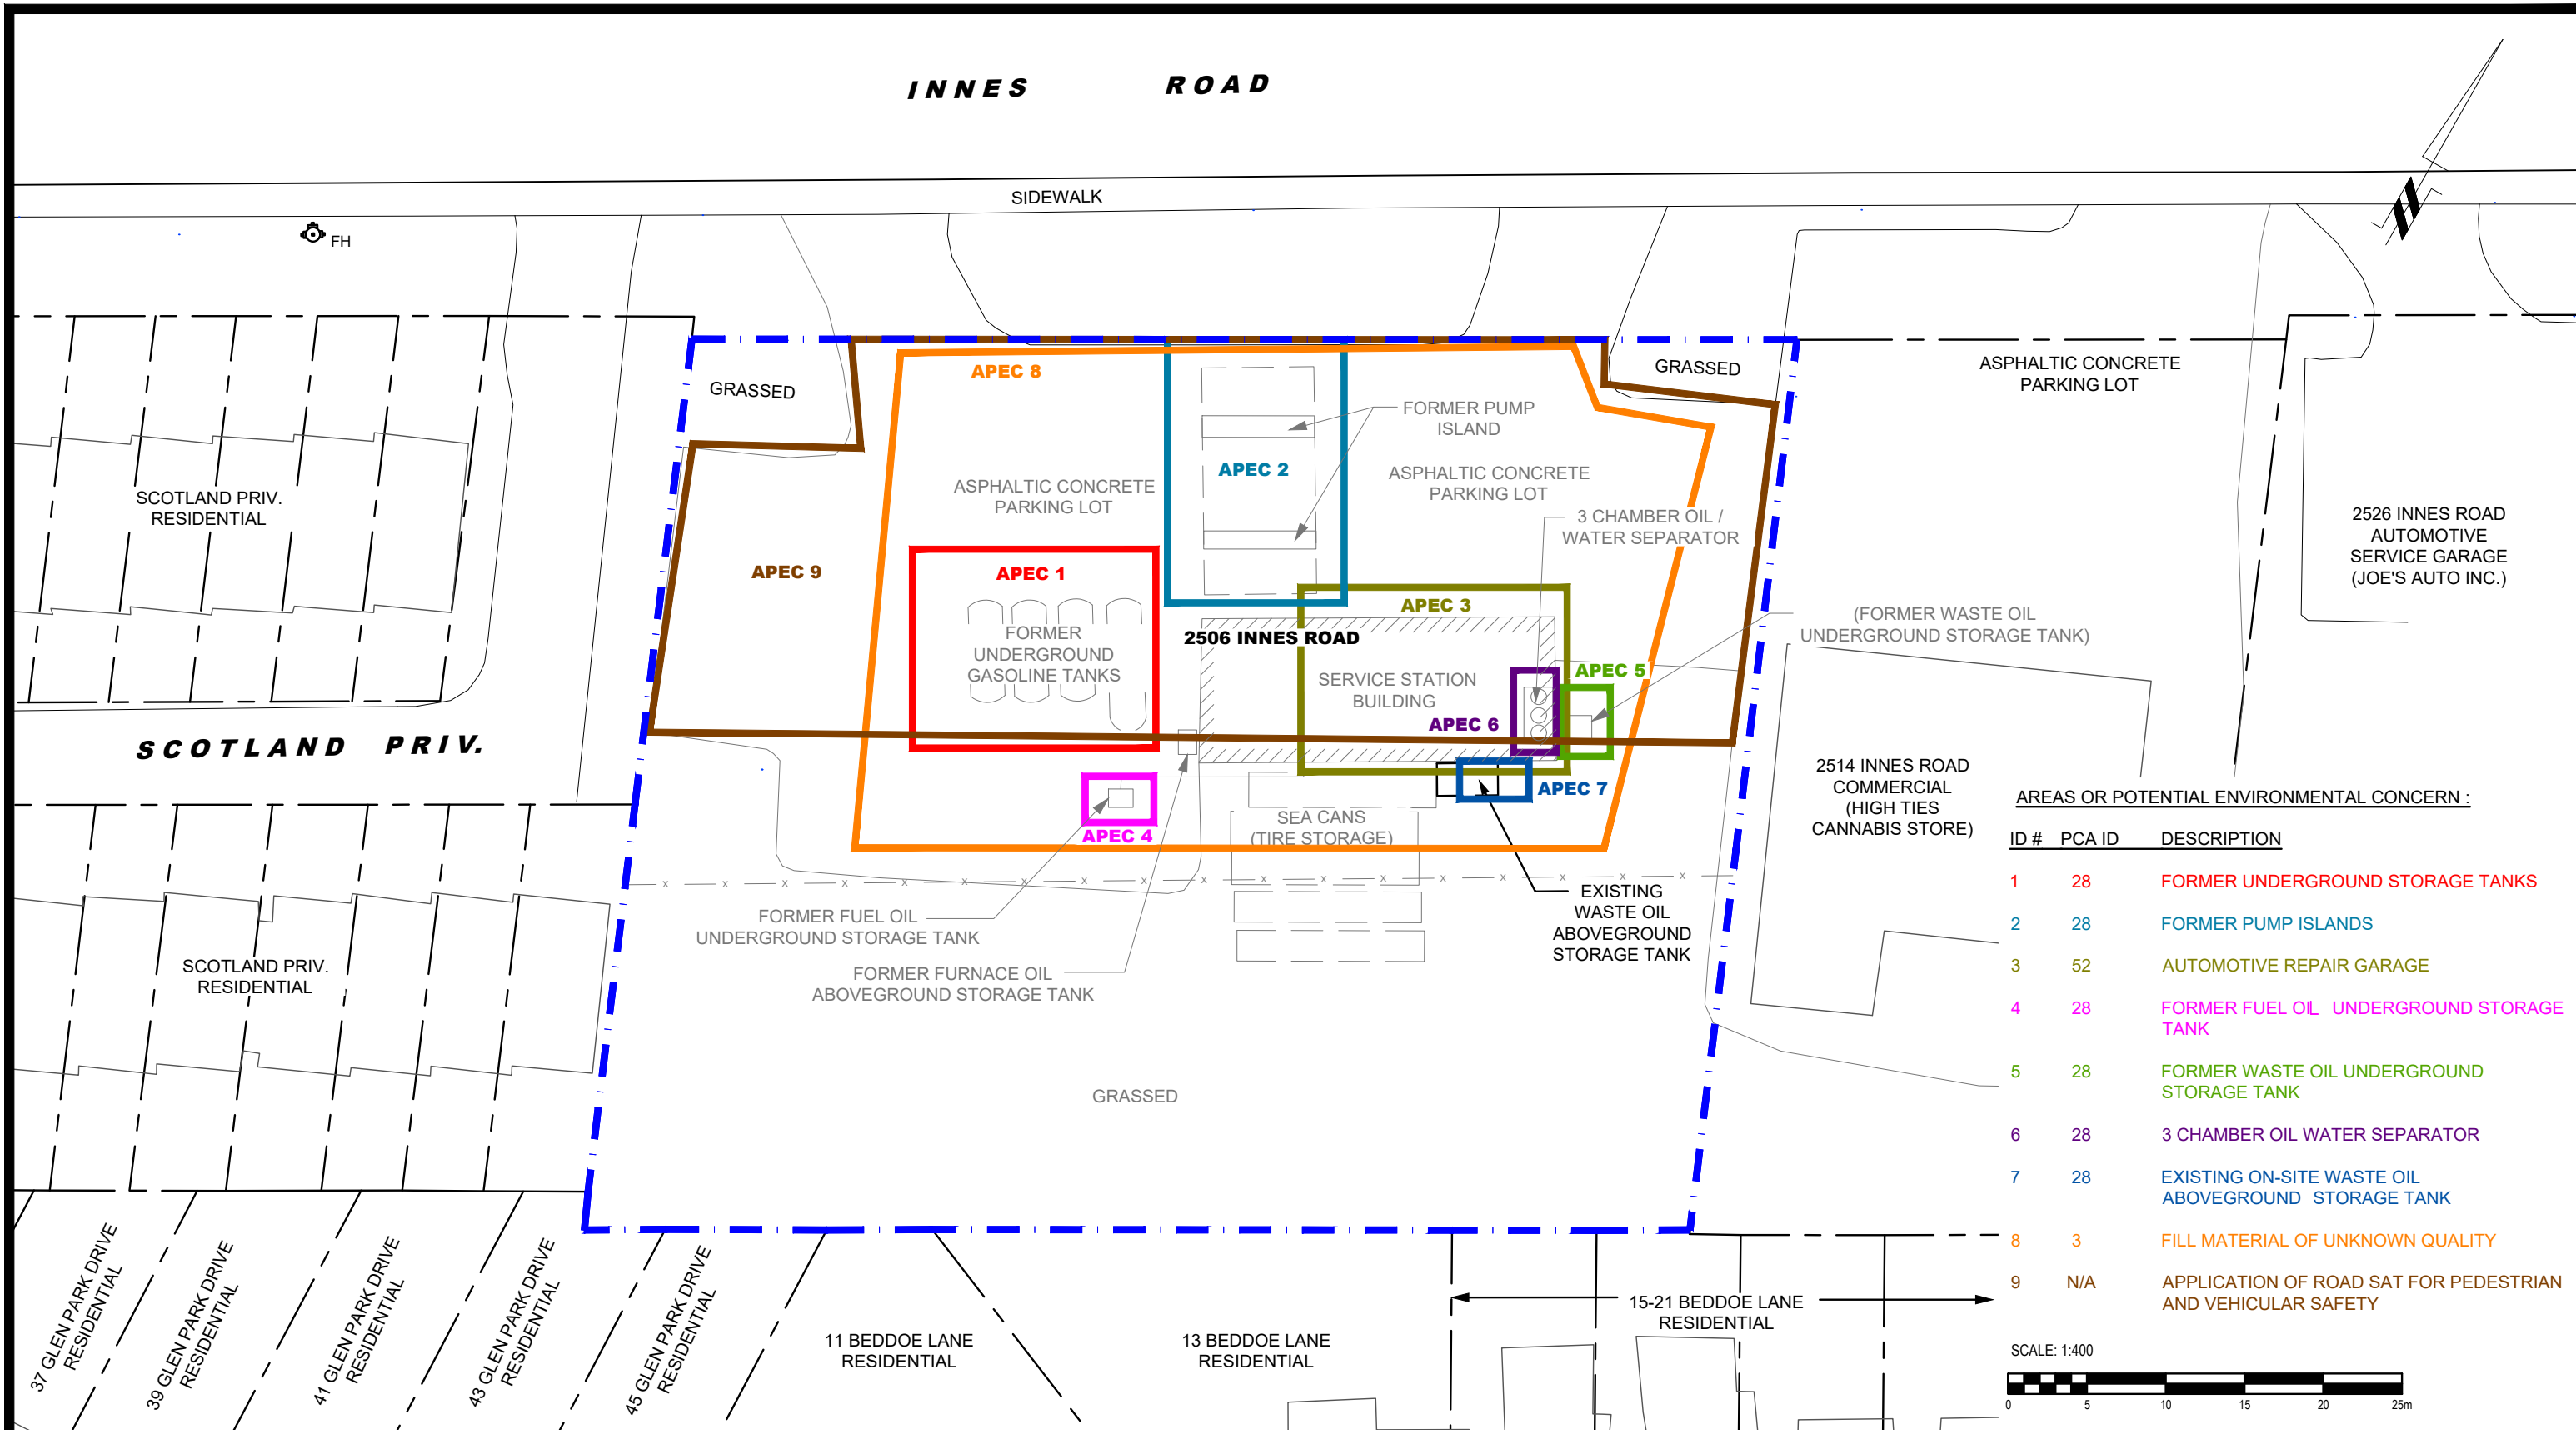 INNES ROAD
SIDEWALK
FH
GRASSED
APEC 8
GRASSED
ASPHALTIC CONCRETE
PARKING LOT
FORMER PUMP
ISLAND
APEC 2
ASPHALTIC CONCRETE
PARKING LOT
ASPHALTIC CONCRETE
PARKING LOT
SCOTLAND PRIV.
RESIDENTIAL
3 CHAMBER OIL /
WATER SEPARATOR
2526 INNES ROAD
AUTOMOTIVE
SERVICE GARAGE
(JOE'S AUTO INC.)
APEC 9
APEC 1
APEC 3
FORMER
UNDERGROUND
GASOLINE TANKS
2506 INNES ROAD
(FORMER WASTE OIL
UNDERGROUND STORAGE TANK)
SERVICE STATION
BUILDING
APEC 5
APEC 6
SCOTLAND PRIV.
APEC 7
APEC 4
SEA CANS
(TIRE STORAGE)
2514 INNES ROAD
COMMERCIAL
(HIGH TIES
CANNABIS STORE)
x x x x x x x x x x x x x x x x x x
FORMER FUEL OIL
UNDERGROUND STORAGE TANK
EXISTING
WASTE OIL
ABOVEGROUND
STORAGE TANK
FORMER FURNACE OIL
ABOVEGROUND STORAGE TANK
SCOTLAND PRIV.
RESIDENTIAL
GRASSED
37 GLEN PARK DRIVE
RESIDENTIAL
39 GLEN PARK DRIVE
RESIDENTIAL
41 GLEN PARK DRIVE
RESIDENTIAL
43 GLEN PARK DRIVE
RESIDENTIAL
45 GLEN PARK DRIVE
RESIDENTIAL
11 BEDDOE LANE
RESIDENTIAL
13 BEDDOE LANE
RESIDENTIAL
15-21 BEDDOE LANE
RESIDENTIAL
AREAS OR POTENTIAL ENVIRONMENTAL CONCERN :
ID # PCA ID DESCRIPTION
1 28 FORMER UNDERGROUND STORAGE TANKS
2 28 FORMER PUMP ISLANDS
3 52 AUTOMOTIVE REPAIR GARAGE
4 28 FORMER FUEL OIL UNDERGROUND STORAGE
TANK
5 28 FORMER WASTE OIL UNDERGROUND
STORAGE TANK
6 28 3 CHAMBER OIL WATER SEPARATOR
7 28 EXISTING ON-SITE WASTE OIL
ABOVEGROUND STORAGE TANK
8 3 FILL MATERIAL OF UNKNOWN QUALITY
9 N/A APPLICATION OF ROAD SAT FOR PEDESTRIAN
AND VEHICULAR SAFETY
SCALE: 1:400
0 5 10 15 20 25m